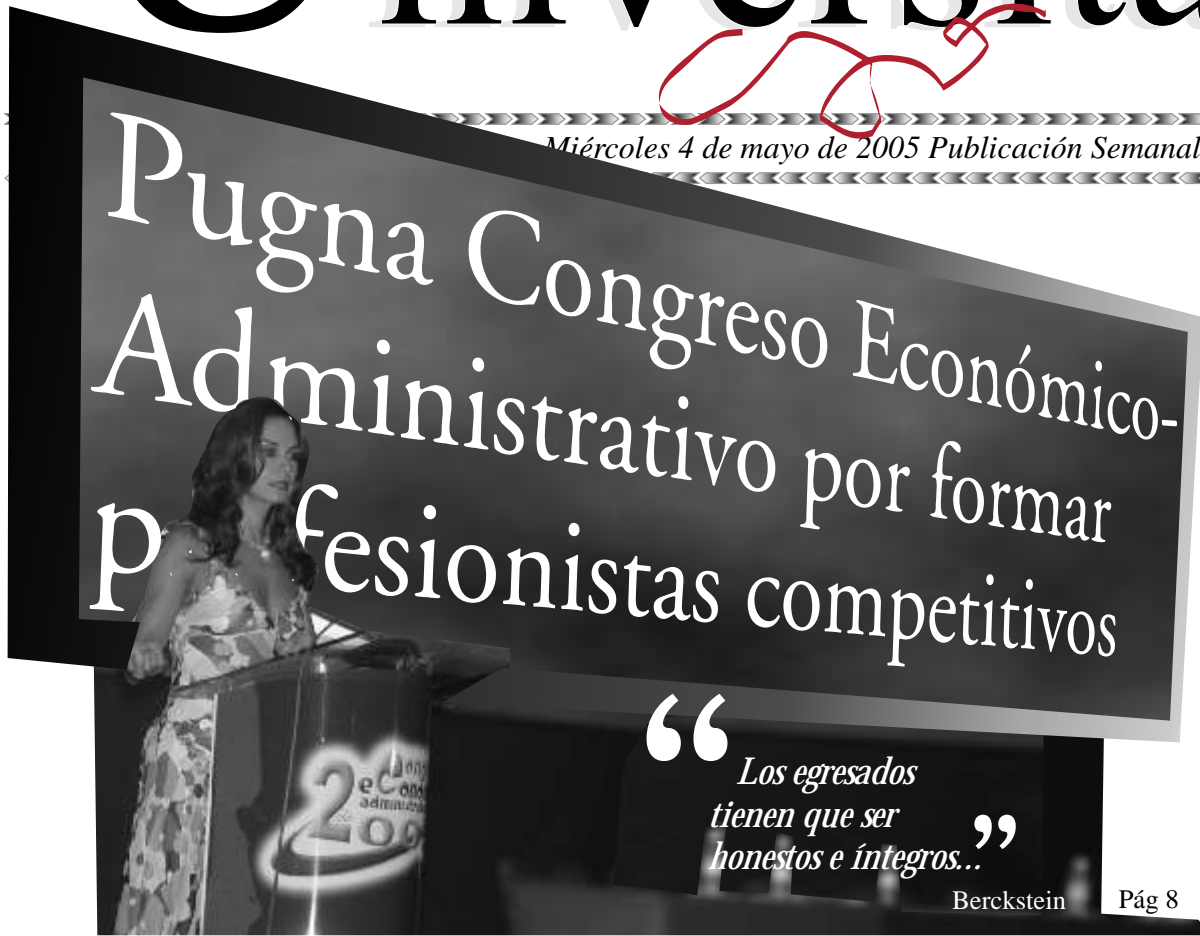 Miércoles 4 de mayo de 2005 Publicación Semanal
Pugna Congreso Económico-
Administrativo por formar
profesionistas competitivos
“ Los egresados
tienen que ser
honestos e íntegros...”
Berckstein
Pág 8